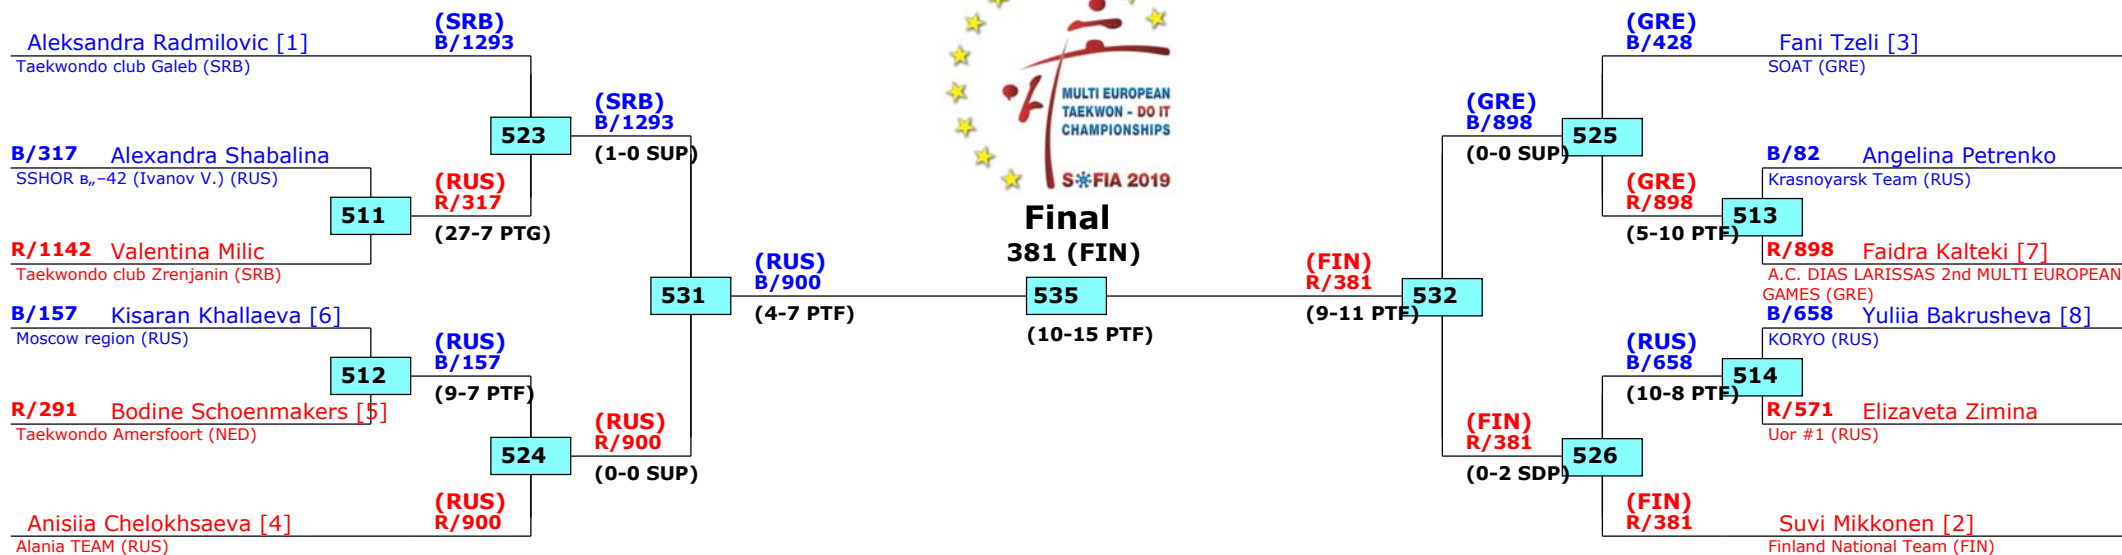 (SRB)
Aleksandra Radmilovic [1]
B/1293
Taekwondo club Galeb (SRB)
B/317 Alexandra Shabalina
SSHOR в„–42 (Ivanov V.) (RUS)
R/1142 Valentina Milic
Taekwondo club Zrenjanin (SRB)
B/157 Kisaran Khallaeva [6]
Moscow region (RUS)
R/291 Bodine Schoenmakers [5]
Taekwondo Amersfoort (NED)
(RUS)
Anisiia Chelokhsaeva [4]
R/900
Alania TEAM (RUS)
511
(RUS)
R/317
(27-7 PTG)
512
(RUS)
B/157
(9-7 PTF)
523
(SRB)
B/1293
(1-0 SUP)
524
(RUS)
R/900
(0-0 SUP)
531
(RUS)
B/900
(4-7 PTF)
MULTI EUROPEAN
TAEKWON - DO IT
CHAMPIONSHIPS
SOFIA 2019
Final
381 (FIN)
535
(10-15 PTF)
(FIN)
R/381
(9-11 PTF)
532
(GRE)
B/898
(0-0 SUP)
525
(FIN)
R/381
(0-2 SDP)
526
(GRE)
B/428
Fani Tzeli [3]
SOAT (GRE)
B/82 Angelina Petrenko
Krasnoyarsk Team (RUS)
(GRE)
R/898
(5-10 PTF)
513
R/898 Faidra Kalteki [7]
A.C. DIAS LARISSAS 2nd MULTI EUROPEAN
GAMES (GRE)
B/658 Yuliia Bakrusheva [8]
KORYO (RUS)
(RUS)
B/658
(10-8 PTF)
514
R/571 Elizaveta Zimina
Uor #1 (RUS)
(FIN)
R/381
Suvi Mikkonen [2]
Finland National Team (FIN)